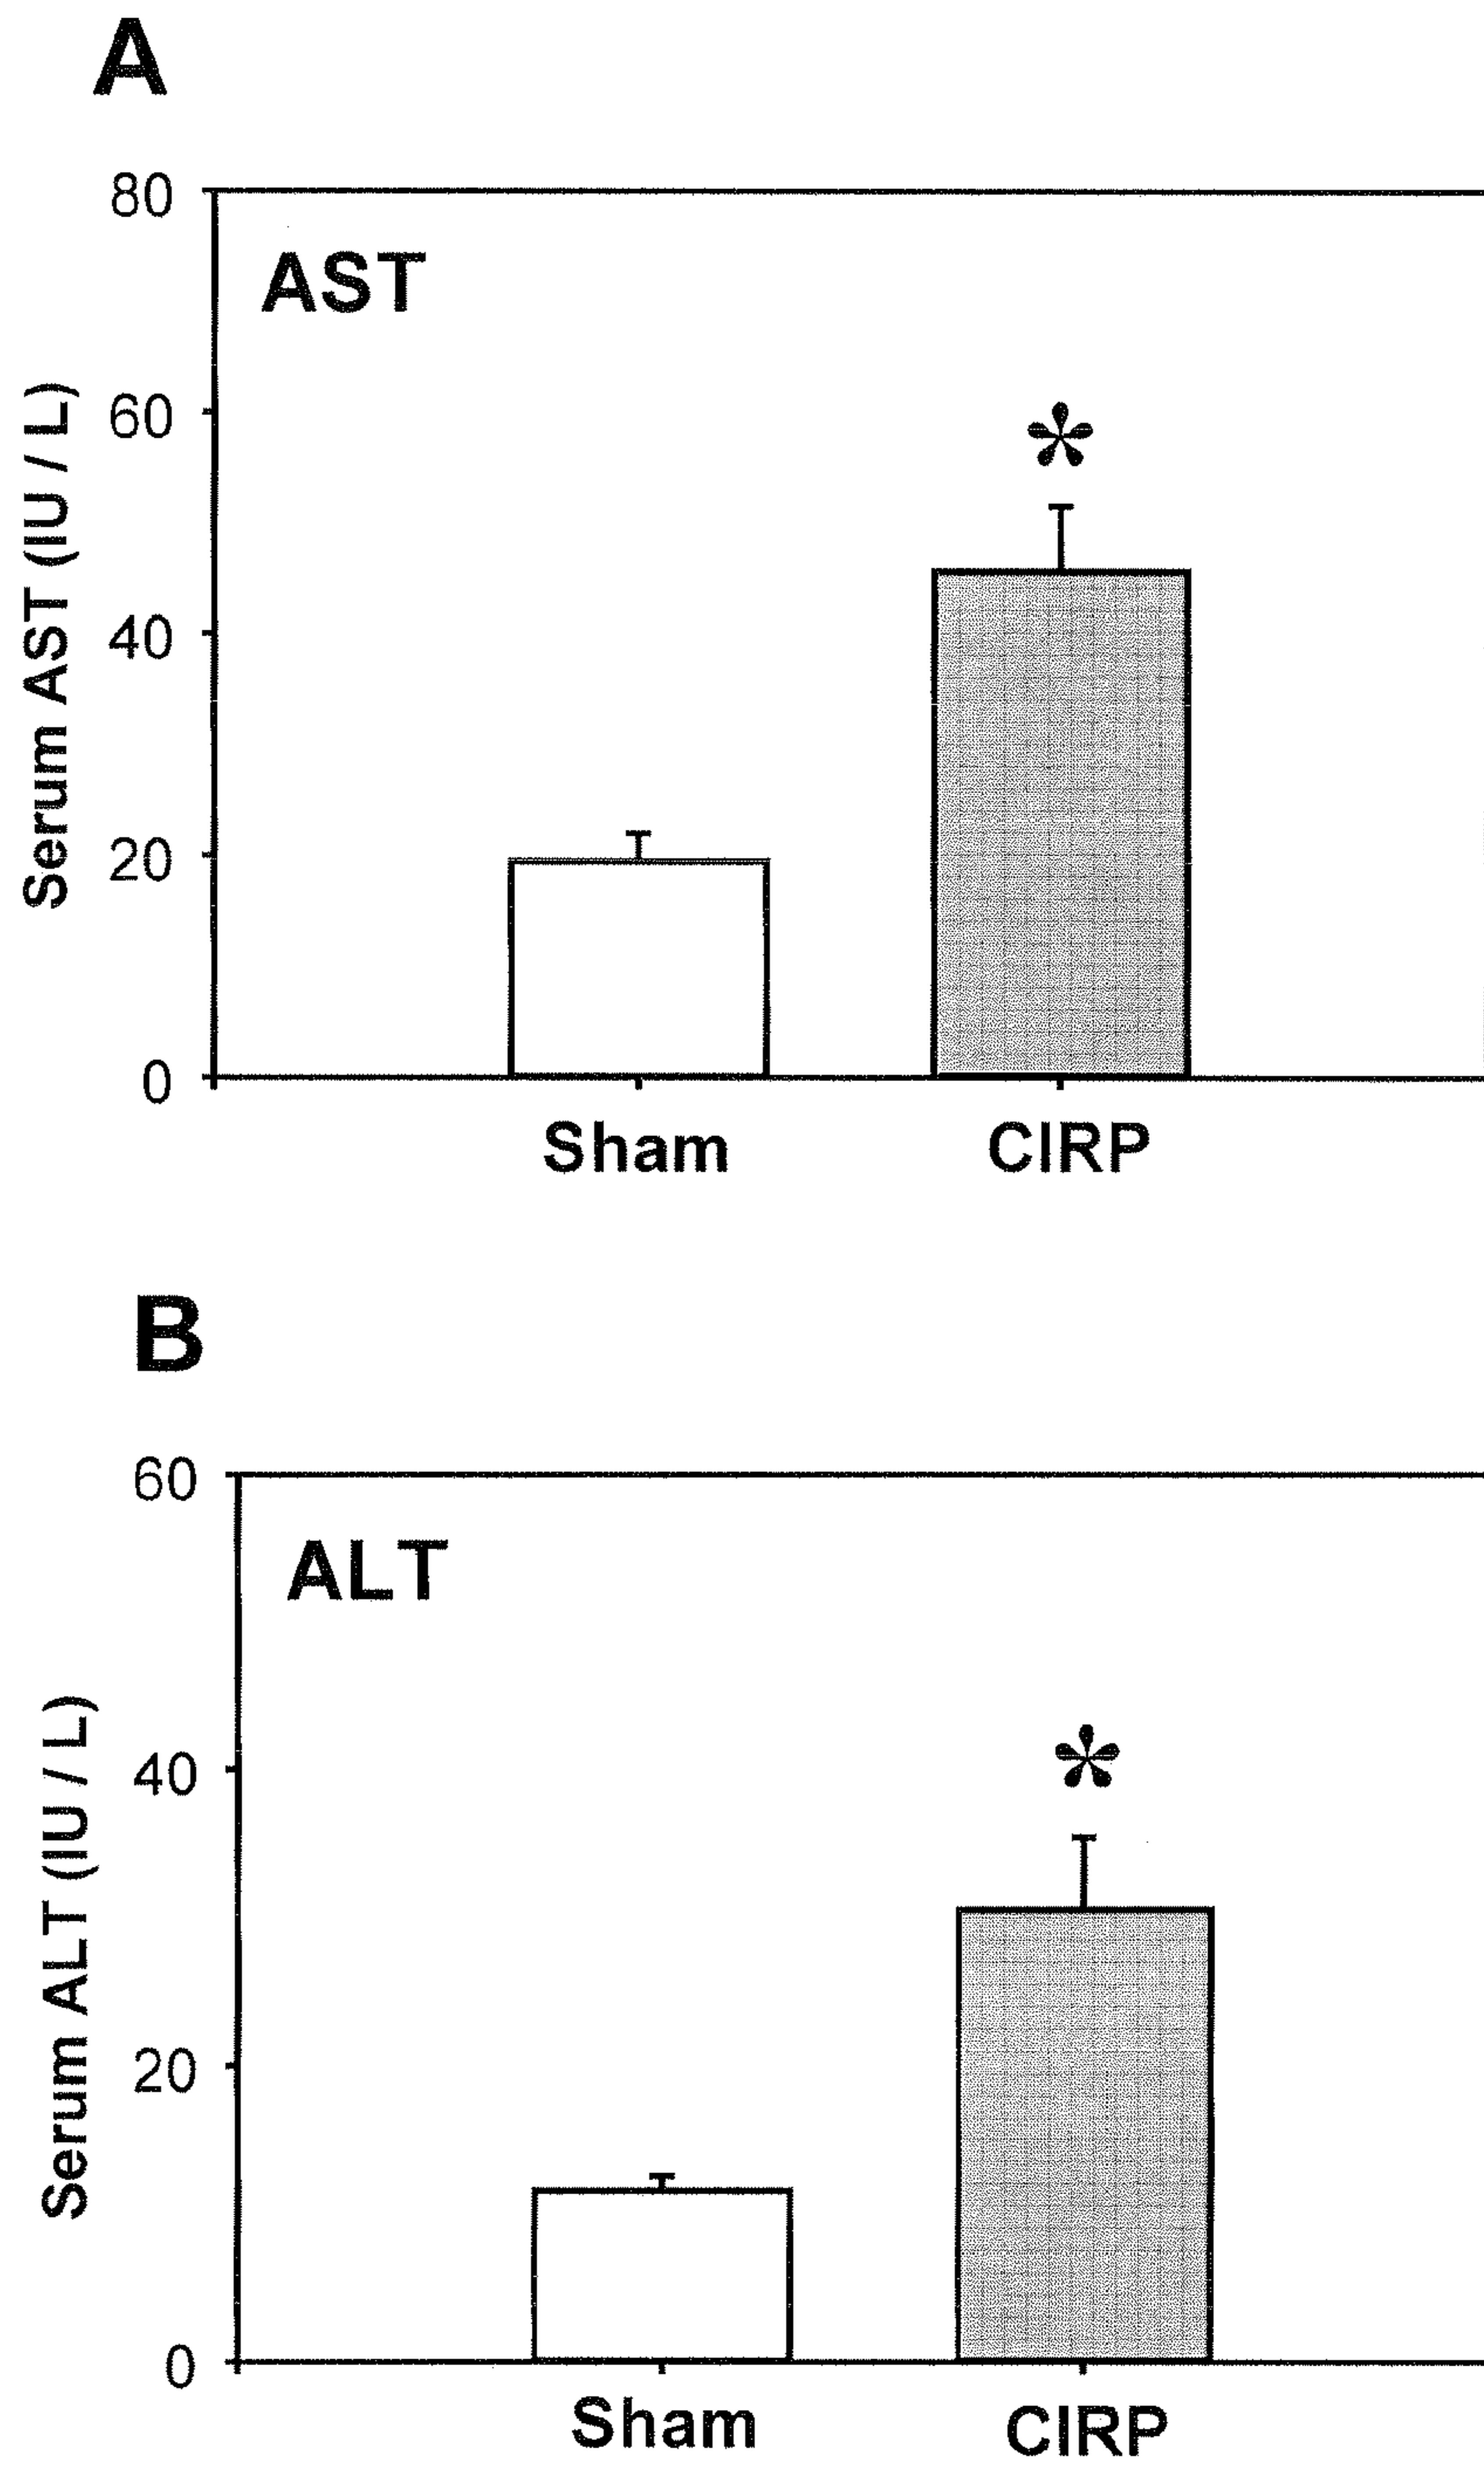 A
80
AST
60
*
Serum AST (IU / L)
40
20
0
Sham CIRP
B
60
ALT
40
*
Serum ALT (IU / L)
20
0
Sham CIRP